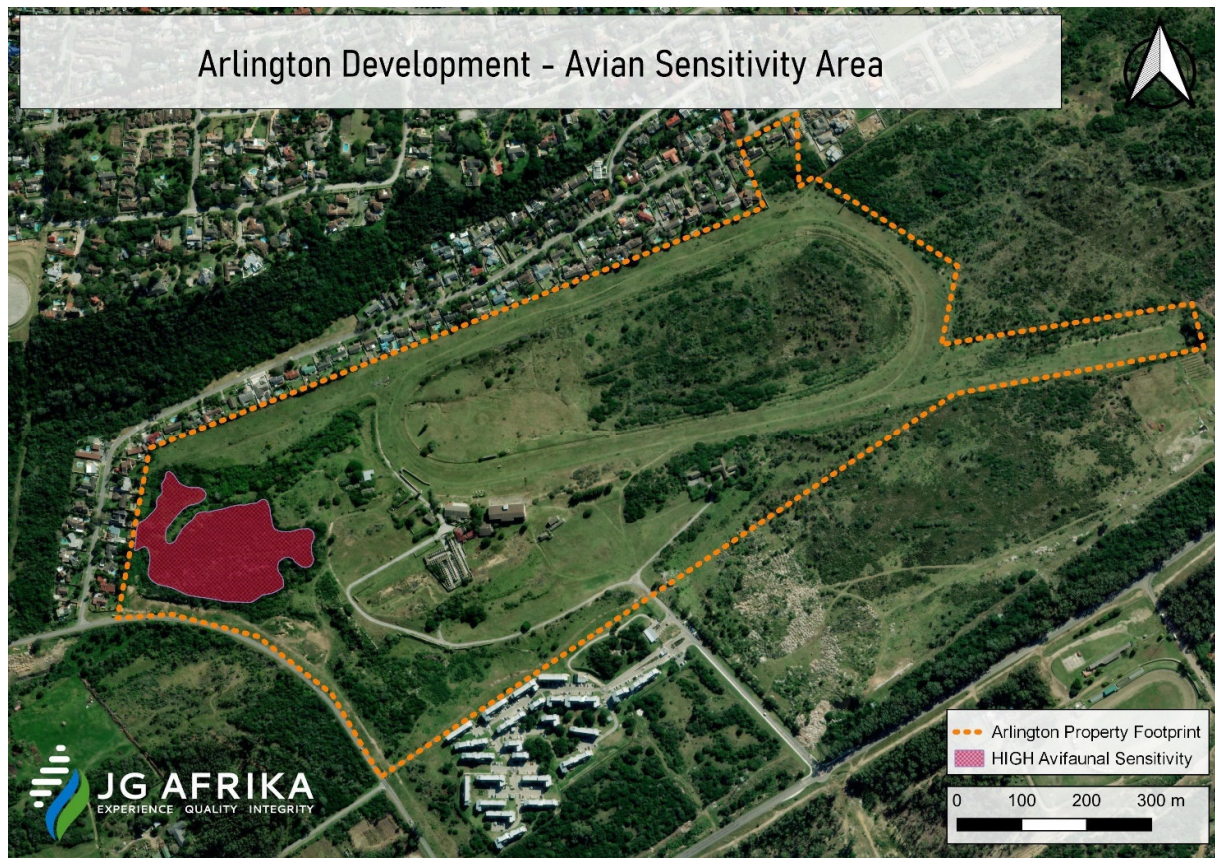 Arlington Development - Avian Sensitivity Area
Arlington Property Footprint
HIGH Avifaunal Sensitivity
0 100 200 300 m
JG AFRIKA
EXPERIENCE QUALITY INTEGRITY